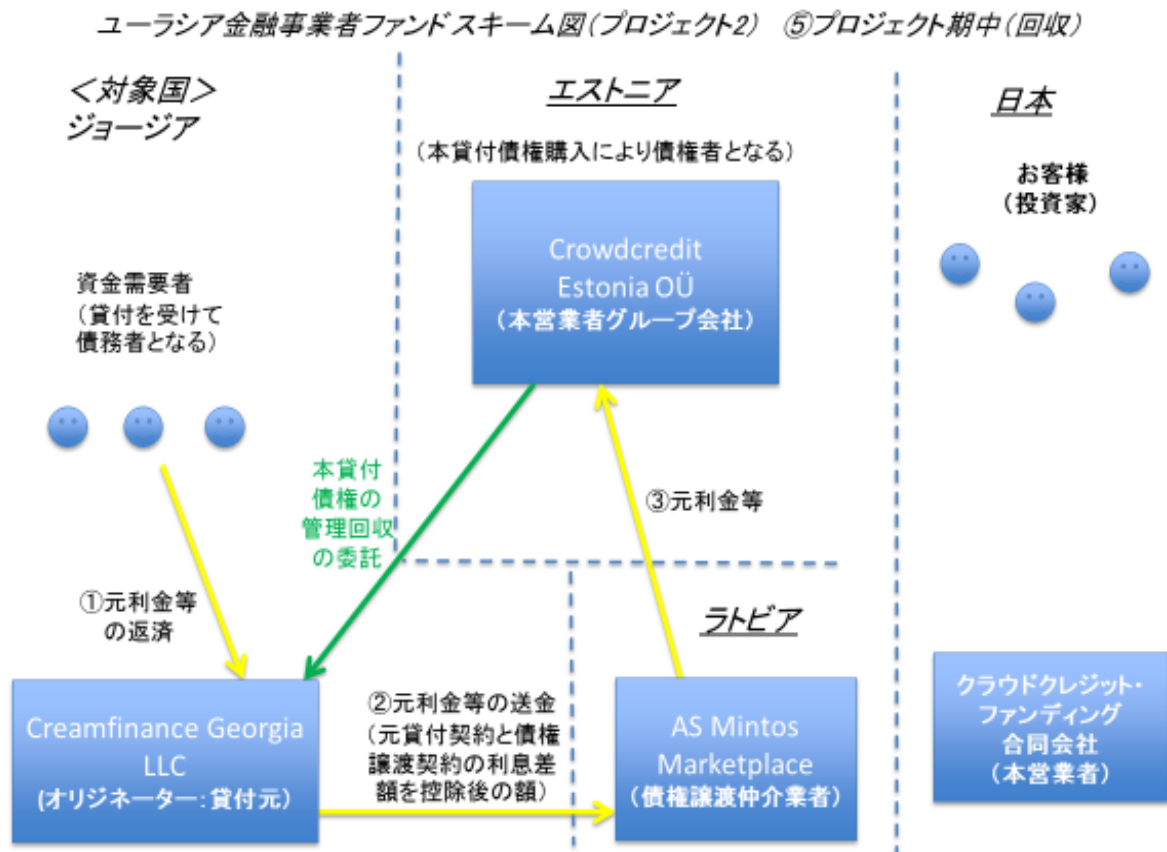 ユーラシア金融事業者ファンドスキーム図(プロジェクト2) ⑤プロジェクト期中(回収)
＜対象国＞
ジョージア
エストニア
日本
(本貸付債権購入により債権者となる)
お客様
(投資家)
Crowdcredit
Estonia OÜ
(本営業者グループ会社)
資金需要者
(貸付を受けて
債務者となる)
本貸付
債権の
管理回収
の委託
③元利金等
①元利金等
の返済
ラトビア
Creamfinance Georgia
LLC
(オリジネーター：貸付元)
②元利金等の送金
(元貸付契約と債権
譲渡契約の利息差
額を控除後の額)
AS Mintos
Marketplace
(債権譲渡仲介業者)
クラウドクレジット・
ファンディング
合同会社
(本営業者)